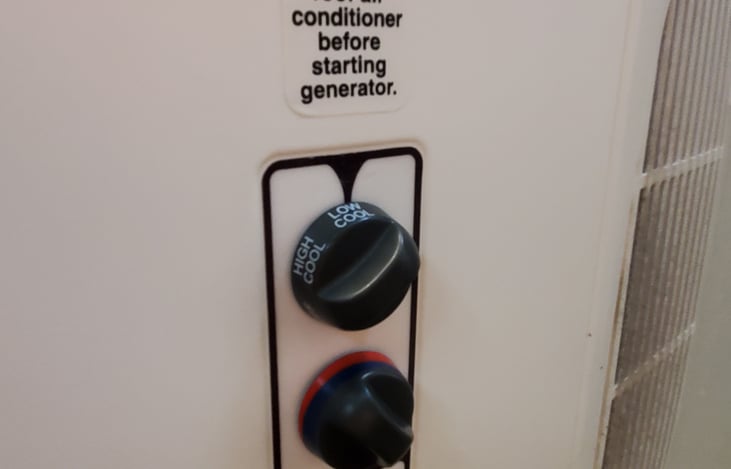 conditioner
before
starting
generator.
LOW
COOL
HIGH
COOL